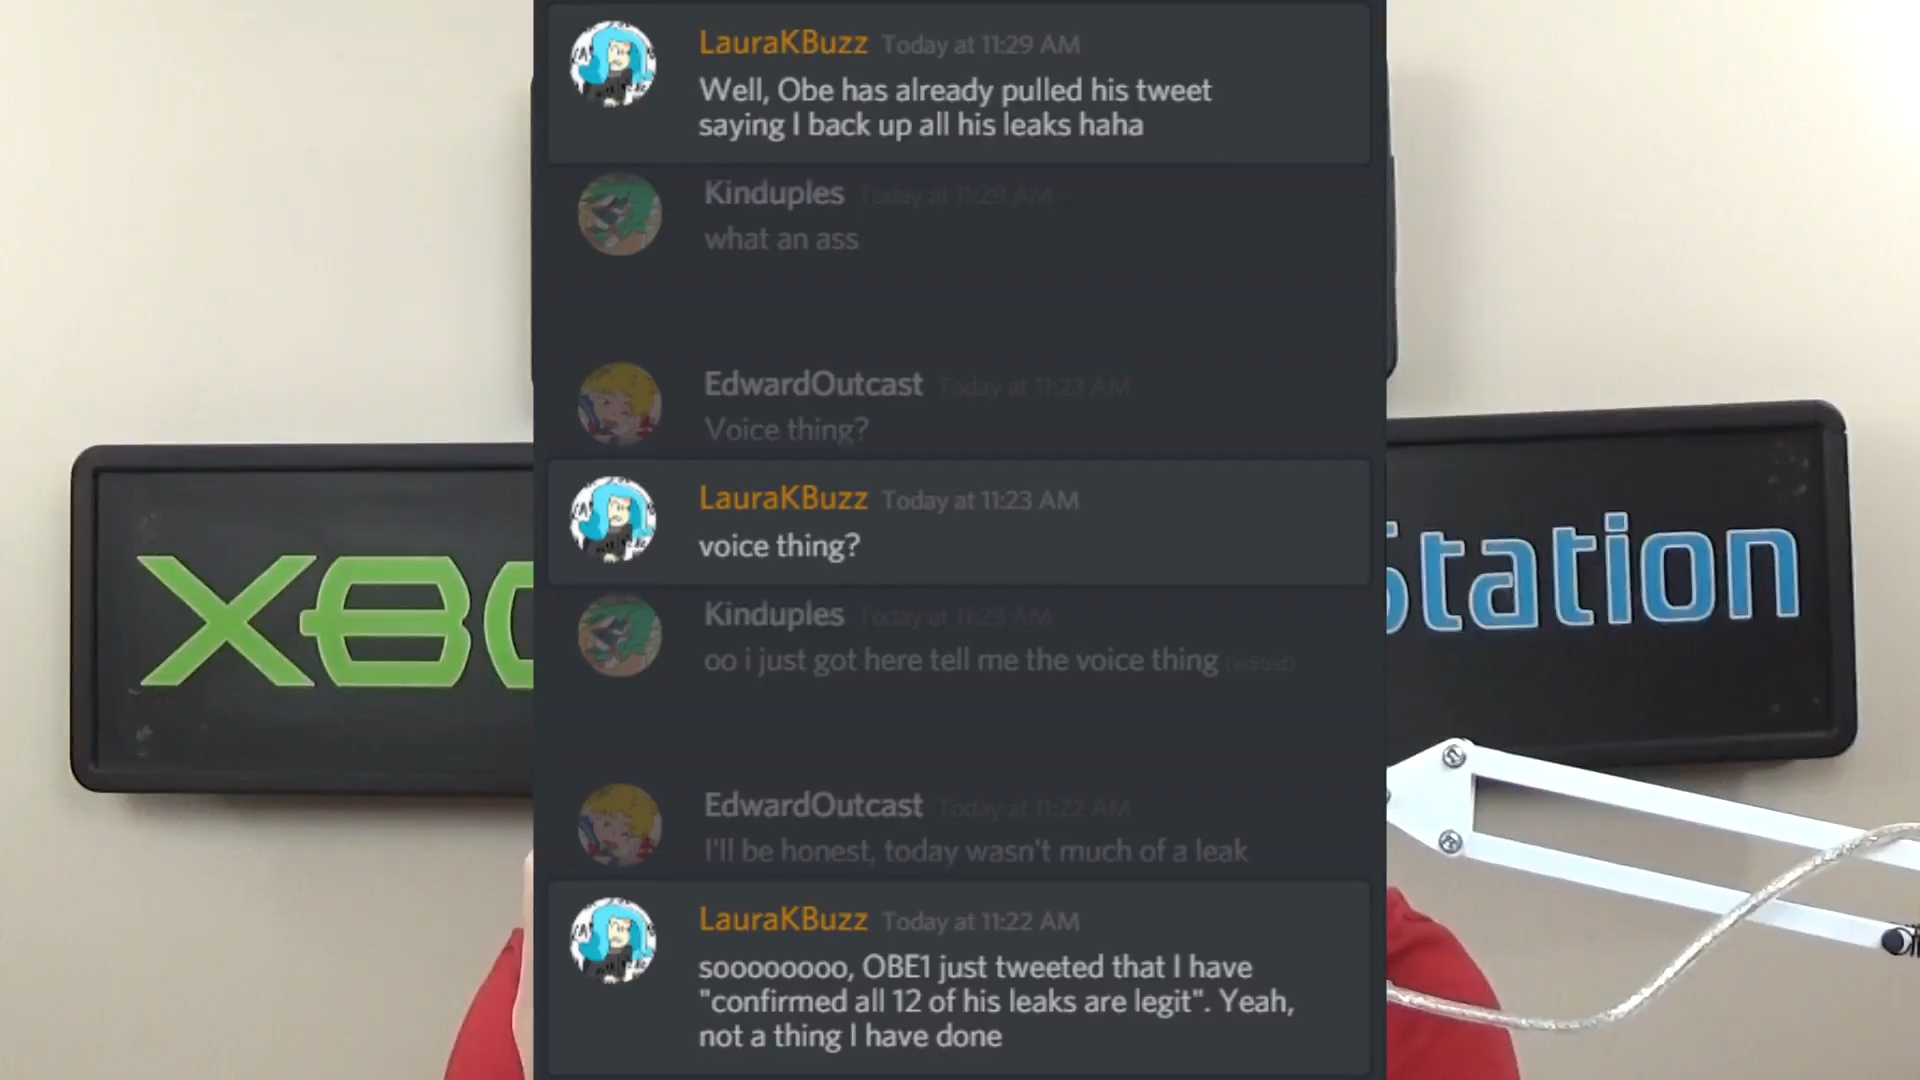 LauraKBuzz Today at 11:29 AM
Well, Obe has already pulled his tweet
saying I back up all his leaks haha
Kinduples Today at 11:29 AM
what an ass
EdwardOutcast Today at 11:23 AM
Voice thing?
LauraKBuzz Today at 11:23 AM
voice thing?
Kinduples Today at 11:23 AM
oo i just got here tell me the voice thing (edited)
XBO
Station
EdwardOutcast Today at 11:22 AM
I'll be honest, today wasn't much of a leak
LauraKBuzz Today at 11:22 AM
soooooooo, OBE1 just tweeted that I have
"confirmed all 12 of his leaks are legit". Yeah,
not a thing I have done